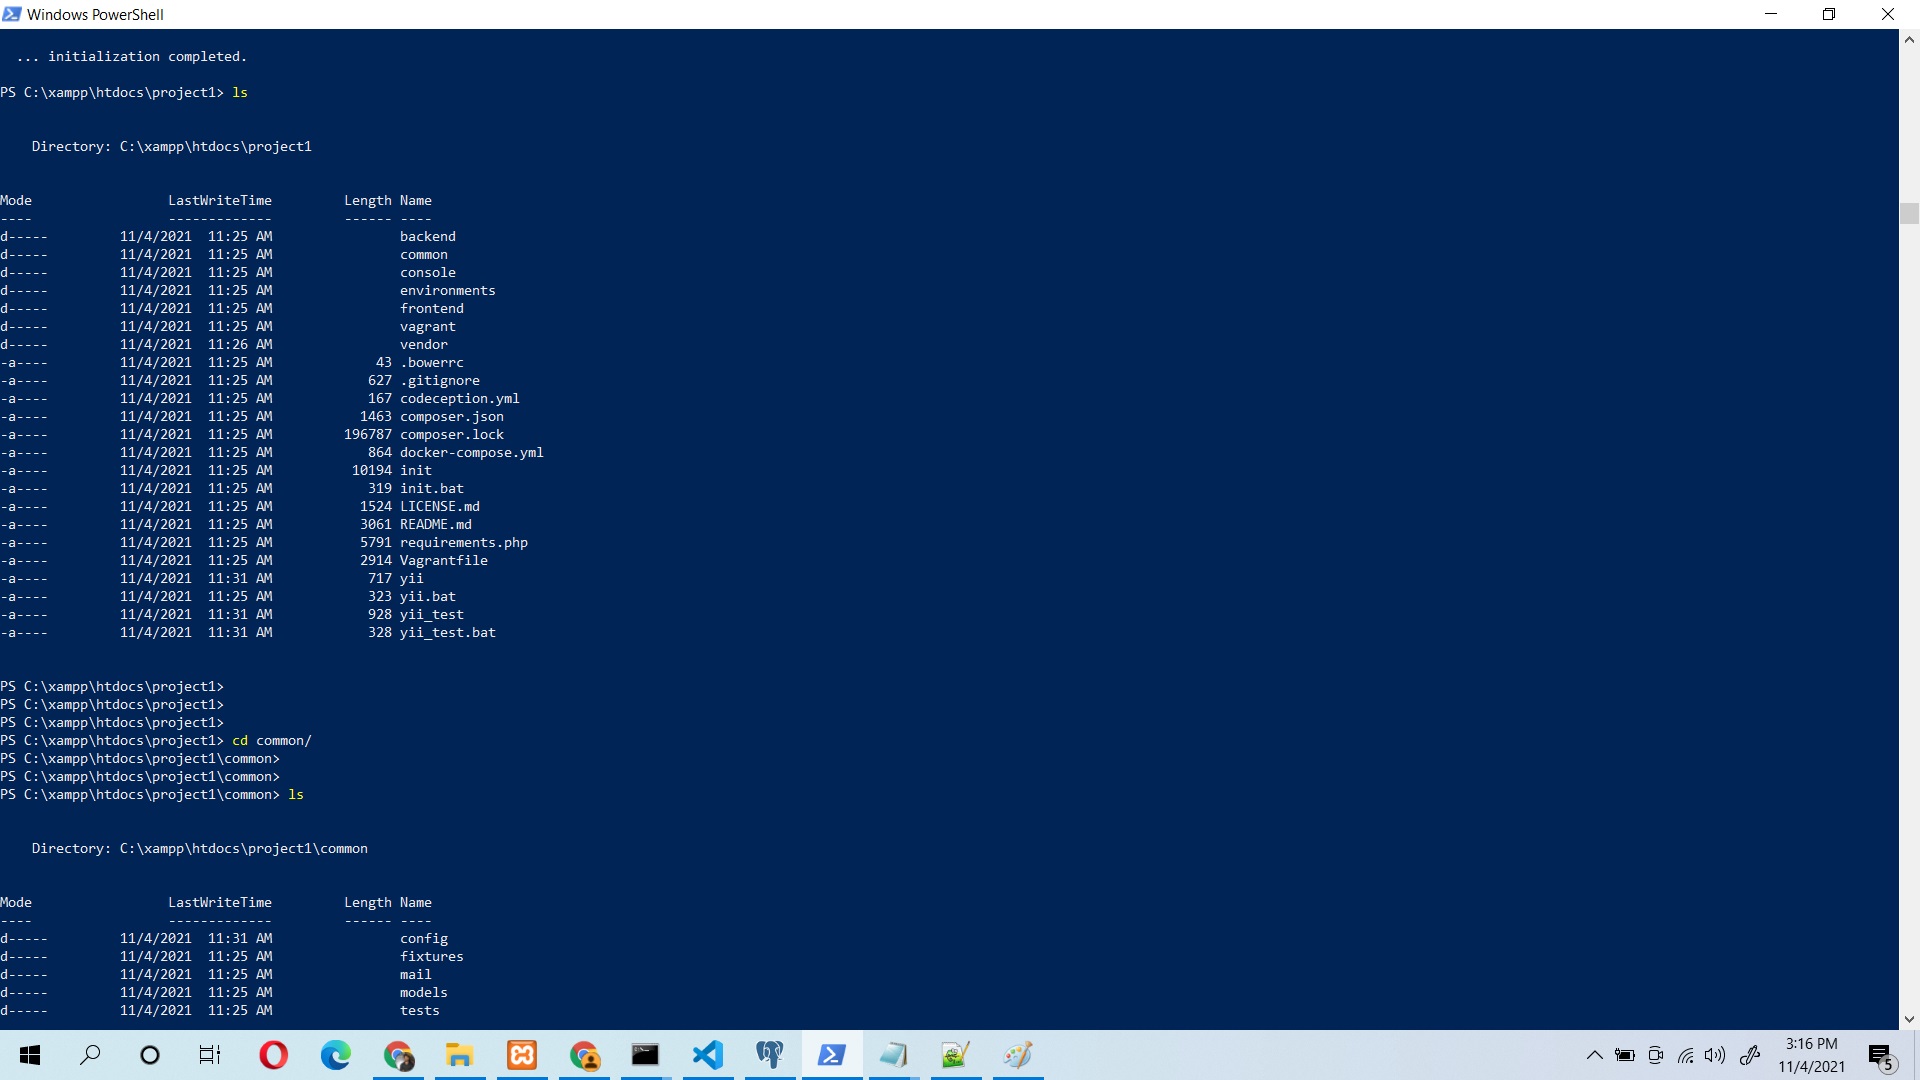 Windows PowerShell
... initialization completed.
PS C:\xampp\htdocs\project1> ls
Directory: C:\xampp\htdocs\project1
Mode LastWriteTime Length Name
---- ------------- ------ ----
d----- 11/4/2021 11:25 AM backend
d----- 11/4/2021 11:25 AM common
d----- 11/4/2021 11:25 AM console
d----- 11/4/2021 11:25 AM environments
d----- 11/4/2021 11:25 AM frontend
d----- 11/4/2021 11:25 AM vagrant
d----- 11/4/2021 11:26 AM vendor
-a---- 11/4/2021 11:25 AM 43 .bowerrc
-a---- 11/4/2021 11:25 AM 627 .gitignore
-a---- 11/4/2021 11:25 AM 167 codeception.yml
-a---- 11/4/2021 11:25 AM 1463 composer.json
-a---- 11/4/2021 11:25 AM 196787 composer.lock
-a---- 11/4/2021 11:25 AM 864 docker-compose.yml
-a---- 11/4/2021 11:25 AM 10194 init
-a---- 11/4/2021 11:25 AM 319 init.bat
-a---- 11/4/2021 11:25 AM 1524 LICENSE.md
-a---- 11/4/2021 11:25 AM 3061 README.md
-a---- 11/4/2021 11:25 AM 5791 requirements.php
-a---- 11/4/2021 11:25 AM 2914 Vagrantfile
-a---- 11/4/2021 11:31 AM 717 yii
-a---- 11/4/2021 11:25 AM 323 yii.bat
-a---- 11/4/2021 11:31 AM 928 yii_test
-a---- 11/4/2021 11:31 AM 328 yii_test.bat
PS C:\xampp\htdocs\project1>
PS C:\xampp\htdocs\project1>
PS C:\xampp\htdocs\project1>
PS C:\xampp\htdocs\project1> cd common/
PS C:\xampp\htdocs\project1\common>
PS C:\xampp\htdocs\project1\common>
PS C:\xampp\htdocs\project1\common> ls
Directory: C:\xampp\htdocs\project1\common
Mode LastWriteTime Length Name
---- ------------- ------ ----
d----- 11/4/2021 11:31 AM config
d----- 11/4/2021 11:25 AM fixtures
d----- 11/4/2021 11:25 AM mail
d----- 11/4/2021 11:25 AM models
d----- 11/4/2021 11:25 AM tests
3:16 PM
11/4/2021
5